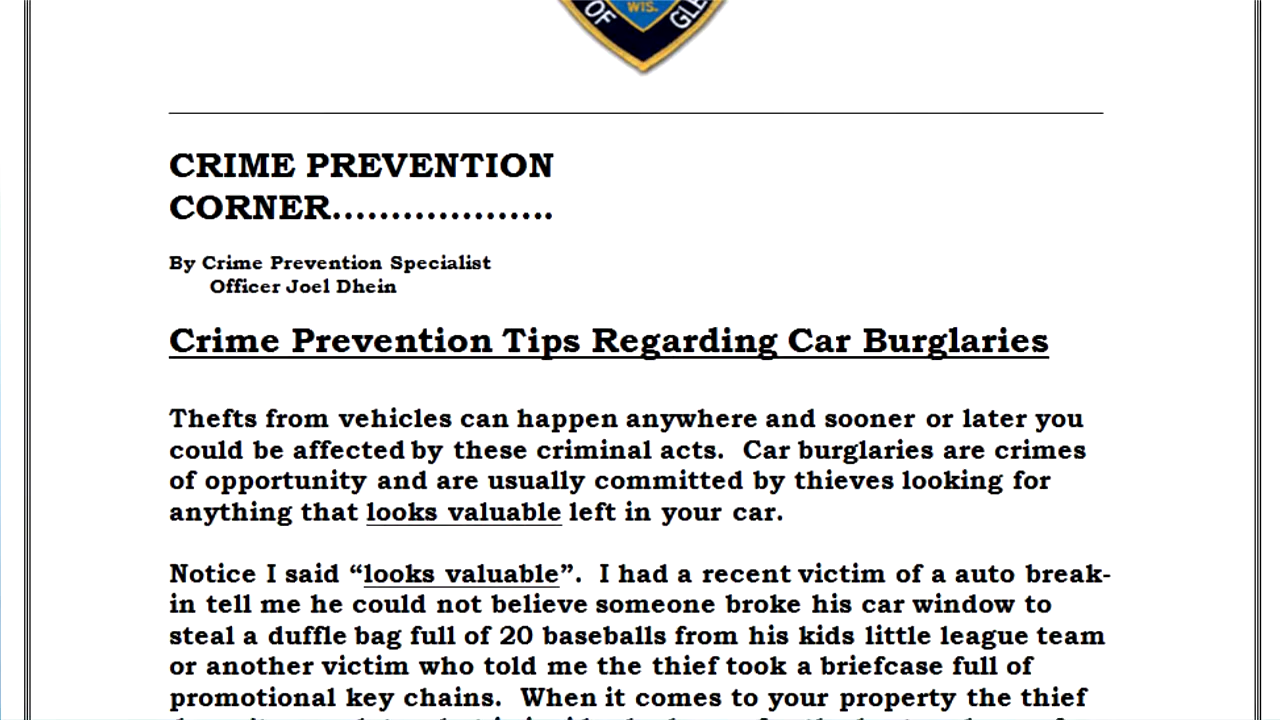 WIS.
OF GLE
CRIME PREVENTION
CORNER...................
By Crime Prevention Specialist
Officer Joel Dhein
Crime Prevention Tips Regarding Car Burglaries
Thefts from vehicles can happen anywhere and sooner or later you
could be affected by these criminal acts.  Car burglaries are crimes
of opportunity and are usually committed by thieves looking for
anything that looks valuable left in your car.
Notice I said “looks valuable”.  I had a recent victim of a auto break-
in tell me he could not believe someone broke his car window to
steal a duffle bag full of 20 baseballs from his kids little league team
or another victim who told me the thief took a briefcase full of
promotional key chains.  When it comes to your property the thief